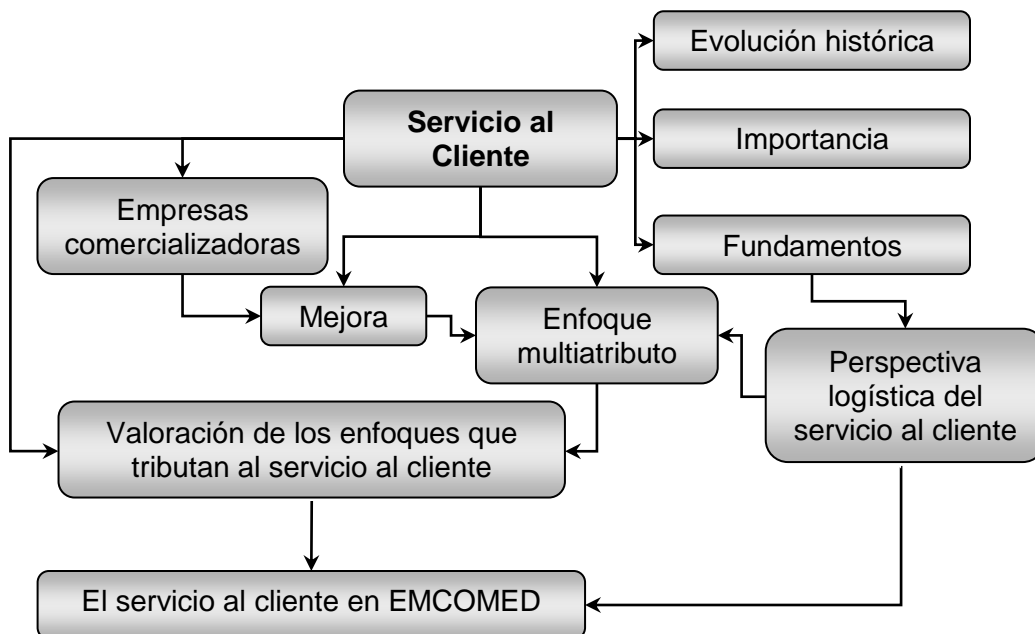 Evolución histórica
Servicio al
Cliente
Importancia
Empresas
comercializadoras
Fundamentos
Mejora
Enfoque
multiatributo
Perspectiva
logística del
servicio al cliente
Valoración de los enfoques que
tributan al servicio al cliente
El servicio al cliente en EMCOMED